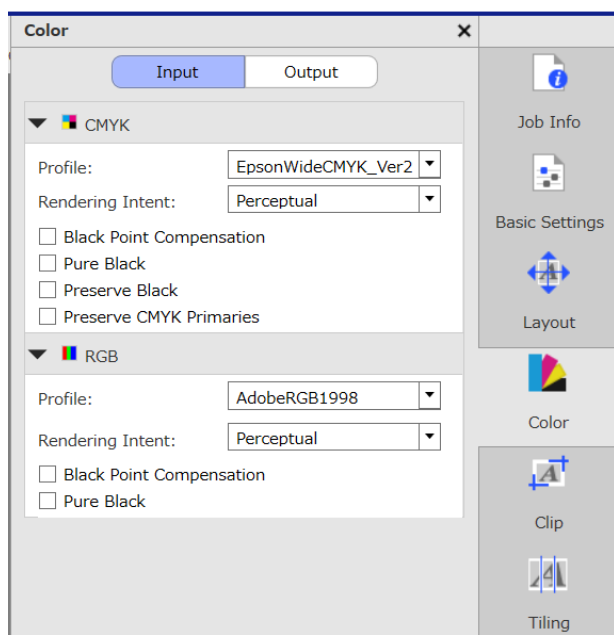 Color
Input Output
CMYK
Profile: EpsonWideCMYK_Ver2
Rendering Intent: Perceptual
Black Point Compensation
Pure Black
Preserve Black
Preserve CMYK Primaries
RGB
Profile: AdobeRGB1998
Rendering Intent: Perceptual
Black Point Compensation
Pure Black
Job Info
Basic Settings
Layout
Color
Clip
Tiling